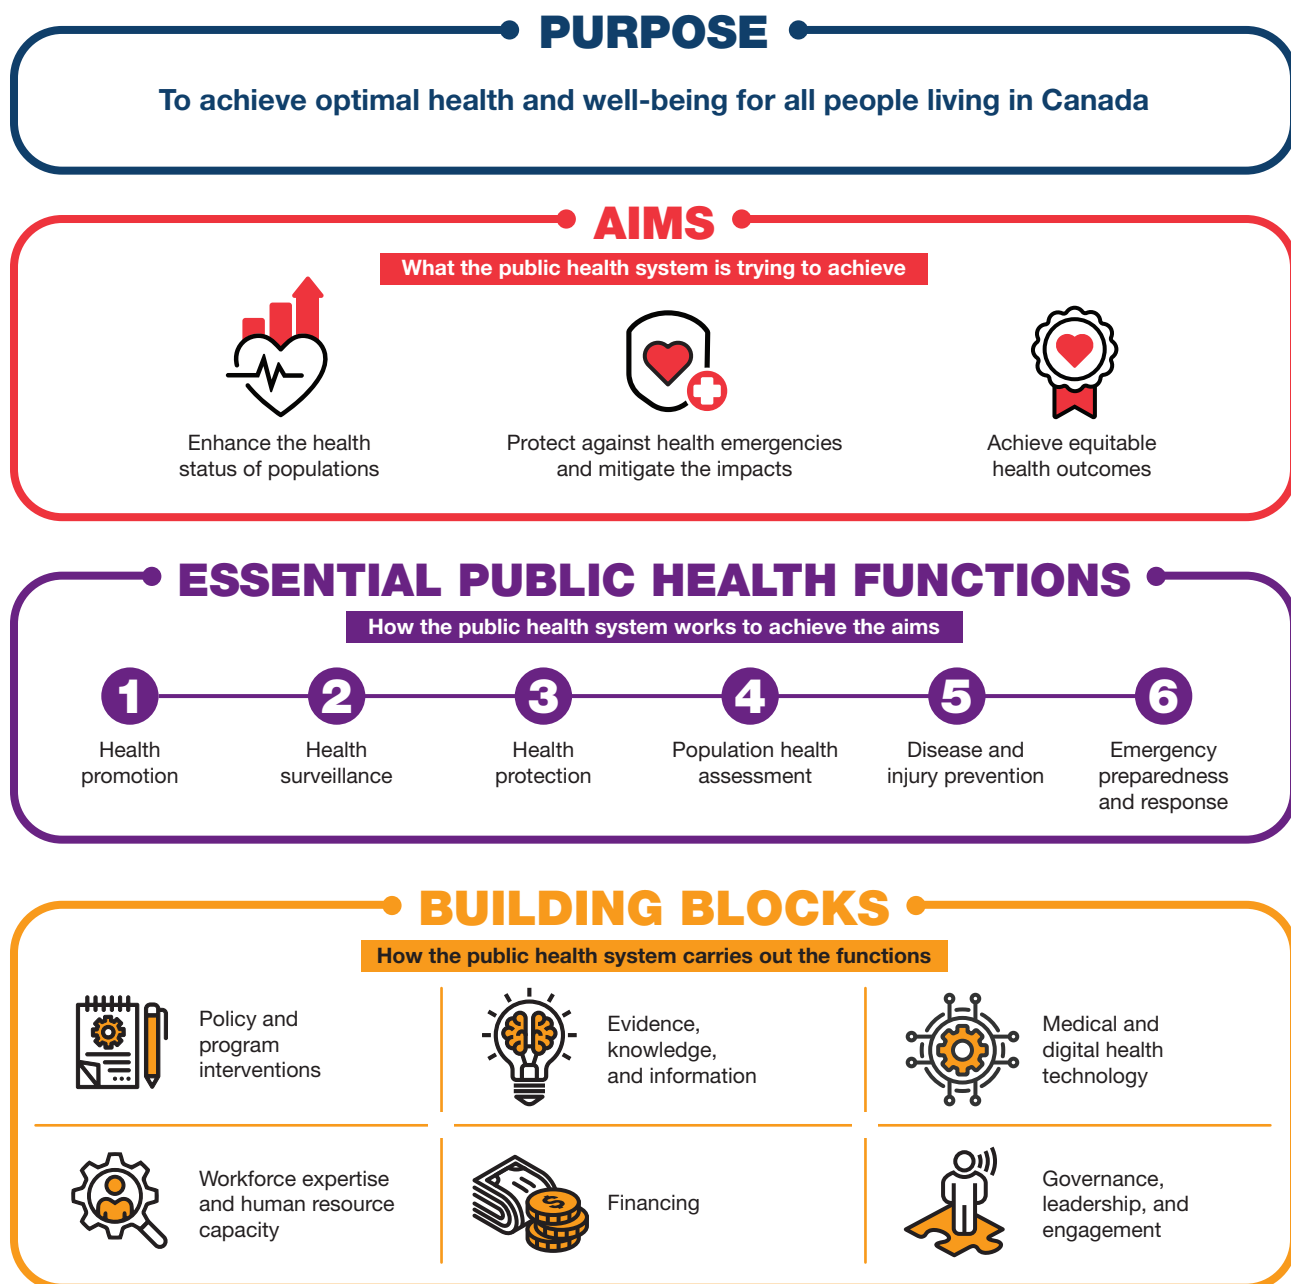 PURPOSE
To achieve optimal health and well-being for all people living in Canada
AIMS
What the public health system is trying to achieve
Enhance the health
status of populations
Protect against health emergencies
and mitigate the impacts
Achieve equitable
health outcomes
ESSENTIAL PUBLIC HEALTH FUNCTIONS
How the public health system works to achieve the aims
1
Health
promotion
2
Health
surveillance
3
Health
protection
4
Population health
assessment
5
Disease and
injury prevention
6
Emergency
preparedness
and response
BUILDING BLOCKS
How the public health system carries out the functions
Policy and
program
interventions
Evidence,
knowledge,
and information
Medical and
digital health
technology
Workforce expertise
and human resource
capacity
$
Financing
Governance,
leadership, and
engagement